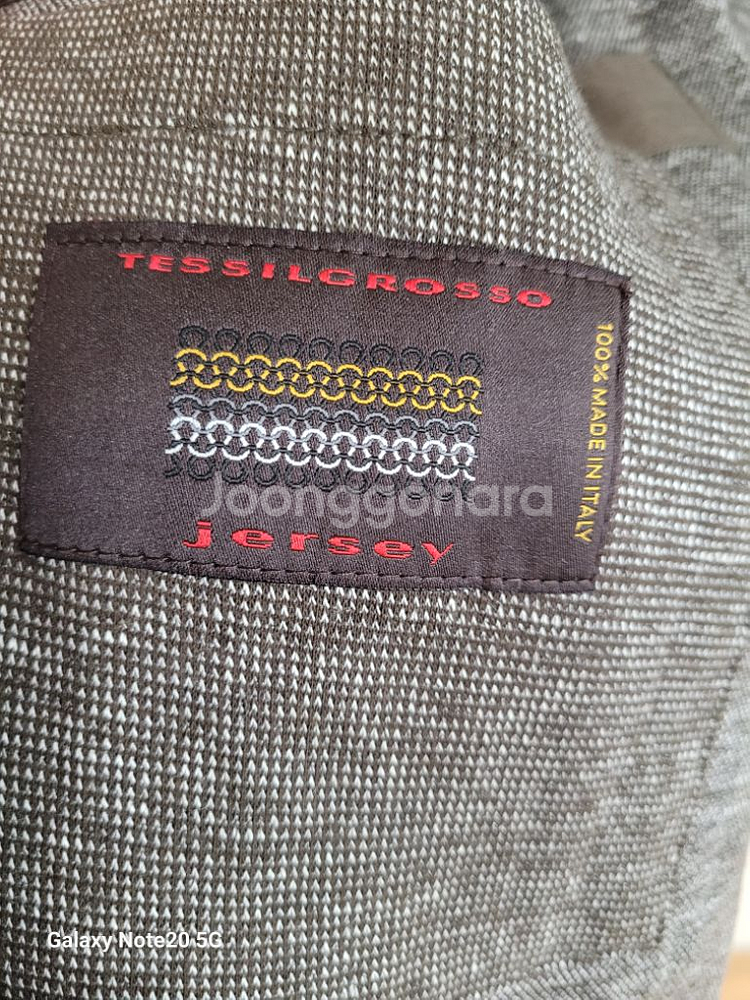 TESSILGROSSO
100% MADE IN ITALY
Joonggonara
jersey
Galaxy Note20 5G